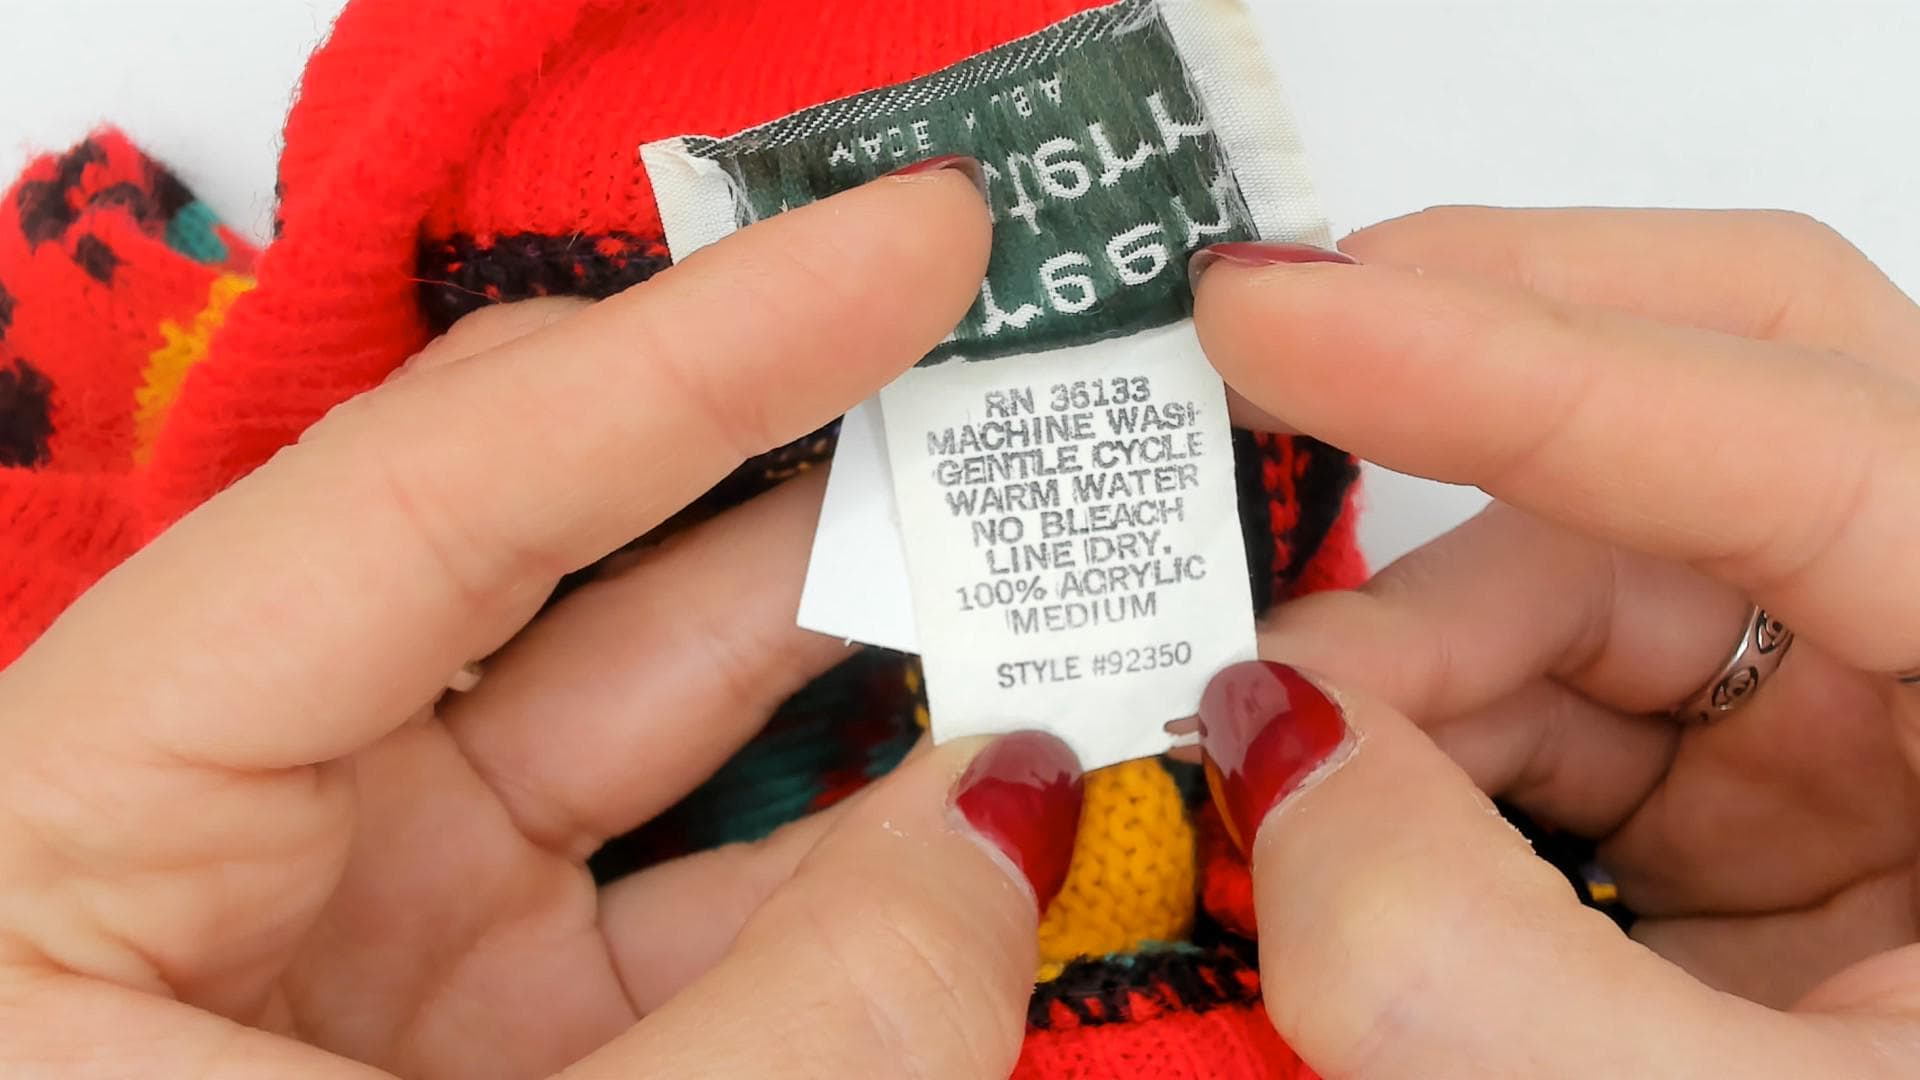 RN 36133
MACHINE WASH
GENTLE CYCLE
WARM WATER
NO BLEACH
LINE DRY.
100% ACRYLIC
MEDIUM
STYLE #92350